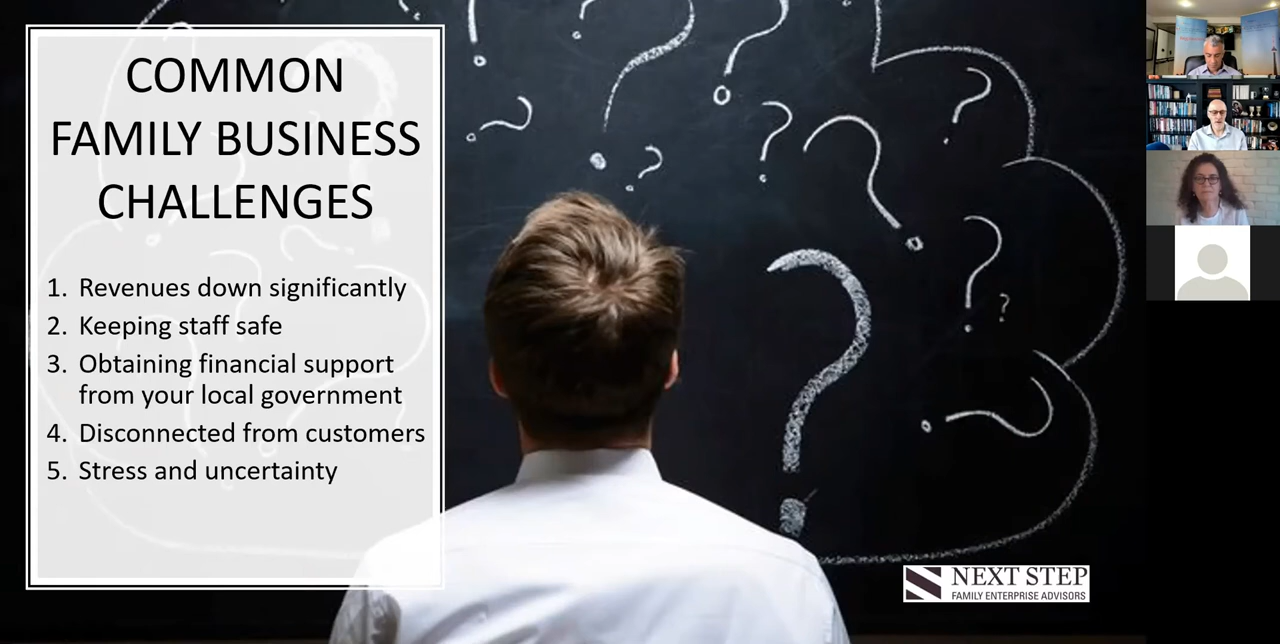 COMMON
FAMILY BUSINESS
CHALLENGES
1. Revenues down significantly
2. Keeping staff safe
3. Obtaining financial support
from your local government
4. Disconnected from customers
5. Stress and uncertainty
NEXT STEP
FAMILY ENTERPRISE ADVISORS